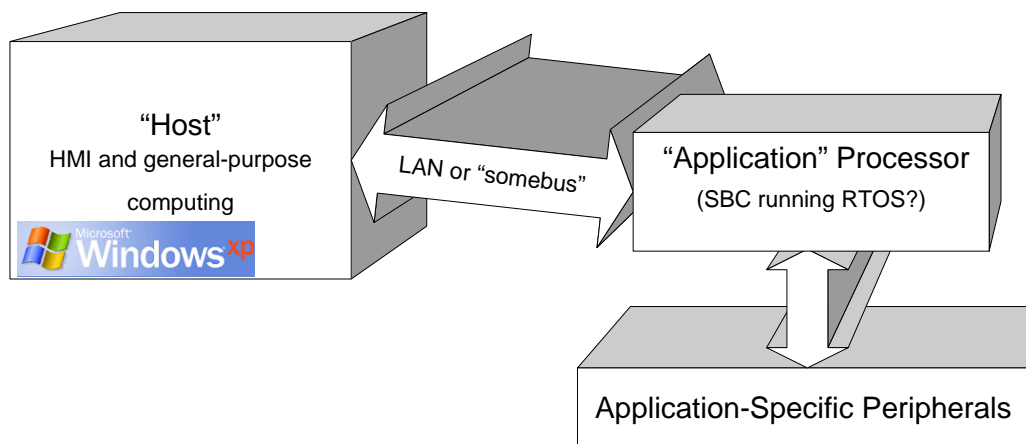 “Host”
HMI and general-purpose
computing
Microsoft
Windows xp
LAN or “somebus”
“Application” Processor
(SBC running RTOS?)
Application-Specific Peripherals